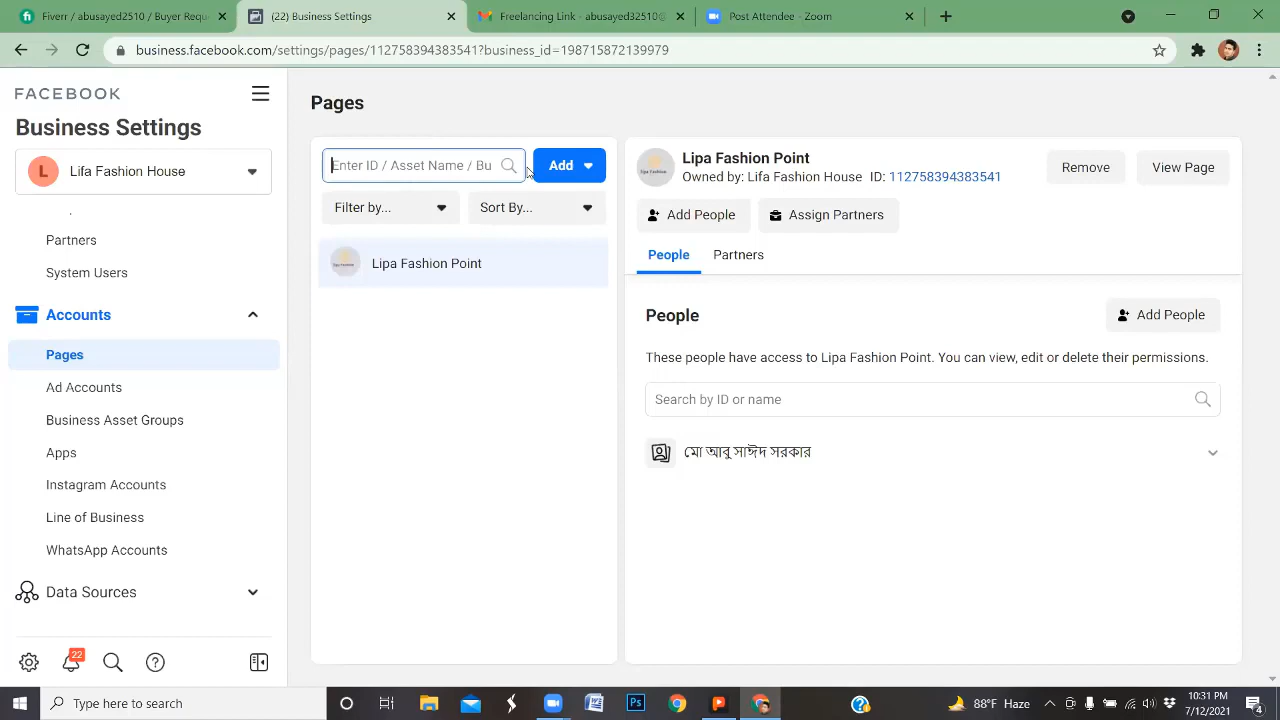 Fiver / abusayed2510 / Buyer Requ
(22) Business Settings
Freelancing Link - abusayed32510@
Post Attendee - Zoom
business.facebook.com/settings/pages/112758394383541?business_id=198715872139979
FACEBOOK
Business Settings
L
Lifa Fashion House
Partners
System Users
Accounts
Pages
Ad Accounts
Business Asset Groups
Apps
Instagram Accounts
Line of Business
WhatsApp Accounts
Data Sources
22
Pages
Enter ID / Asset Name / Bu
Add
Filter by...
Sort By...
Lipa Fashion Point
Lipa Fashion Point
Owned by: Lifa Fashion House ID: 112758394383541
Remove
View Page
Add People
Assign Partners
People
Partners
People
Add People
These people have access to Lipa Fashion Point. You can view, edit or delete their permissions.
Search by ID or name
মো আবু সাঈদ সরকার
Type here to search
88°F Haze
10:31 PM
7/12/2021